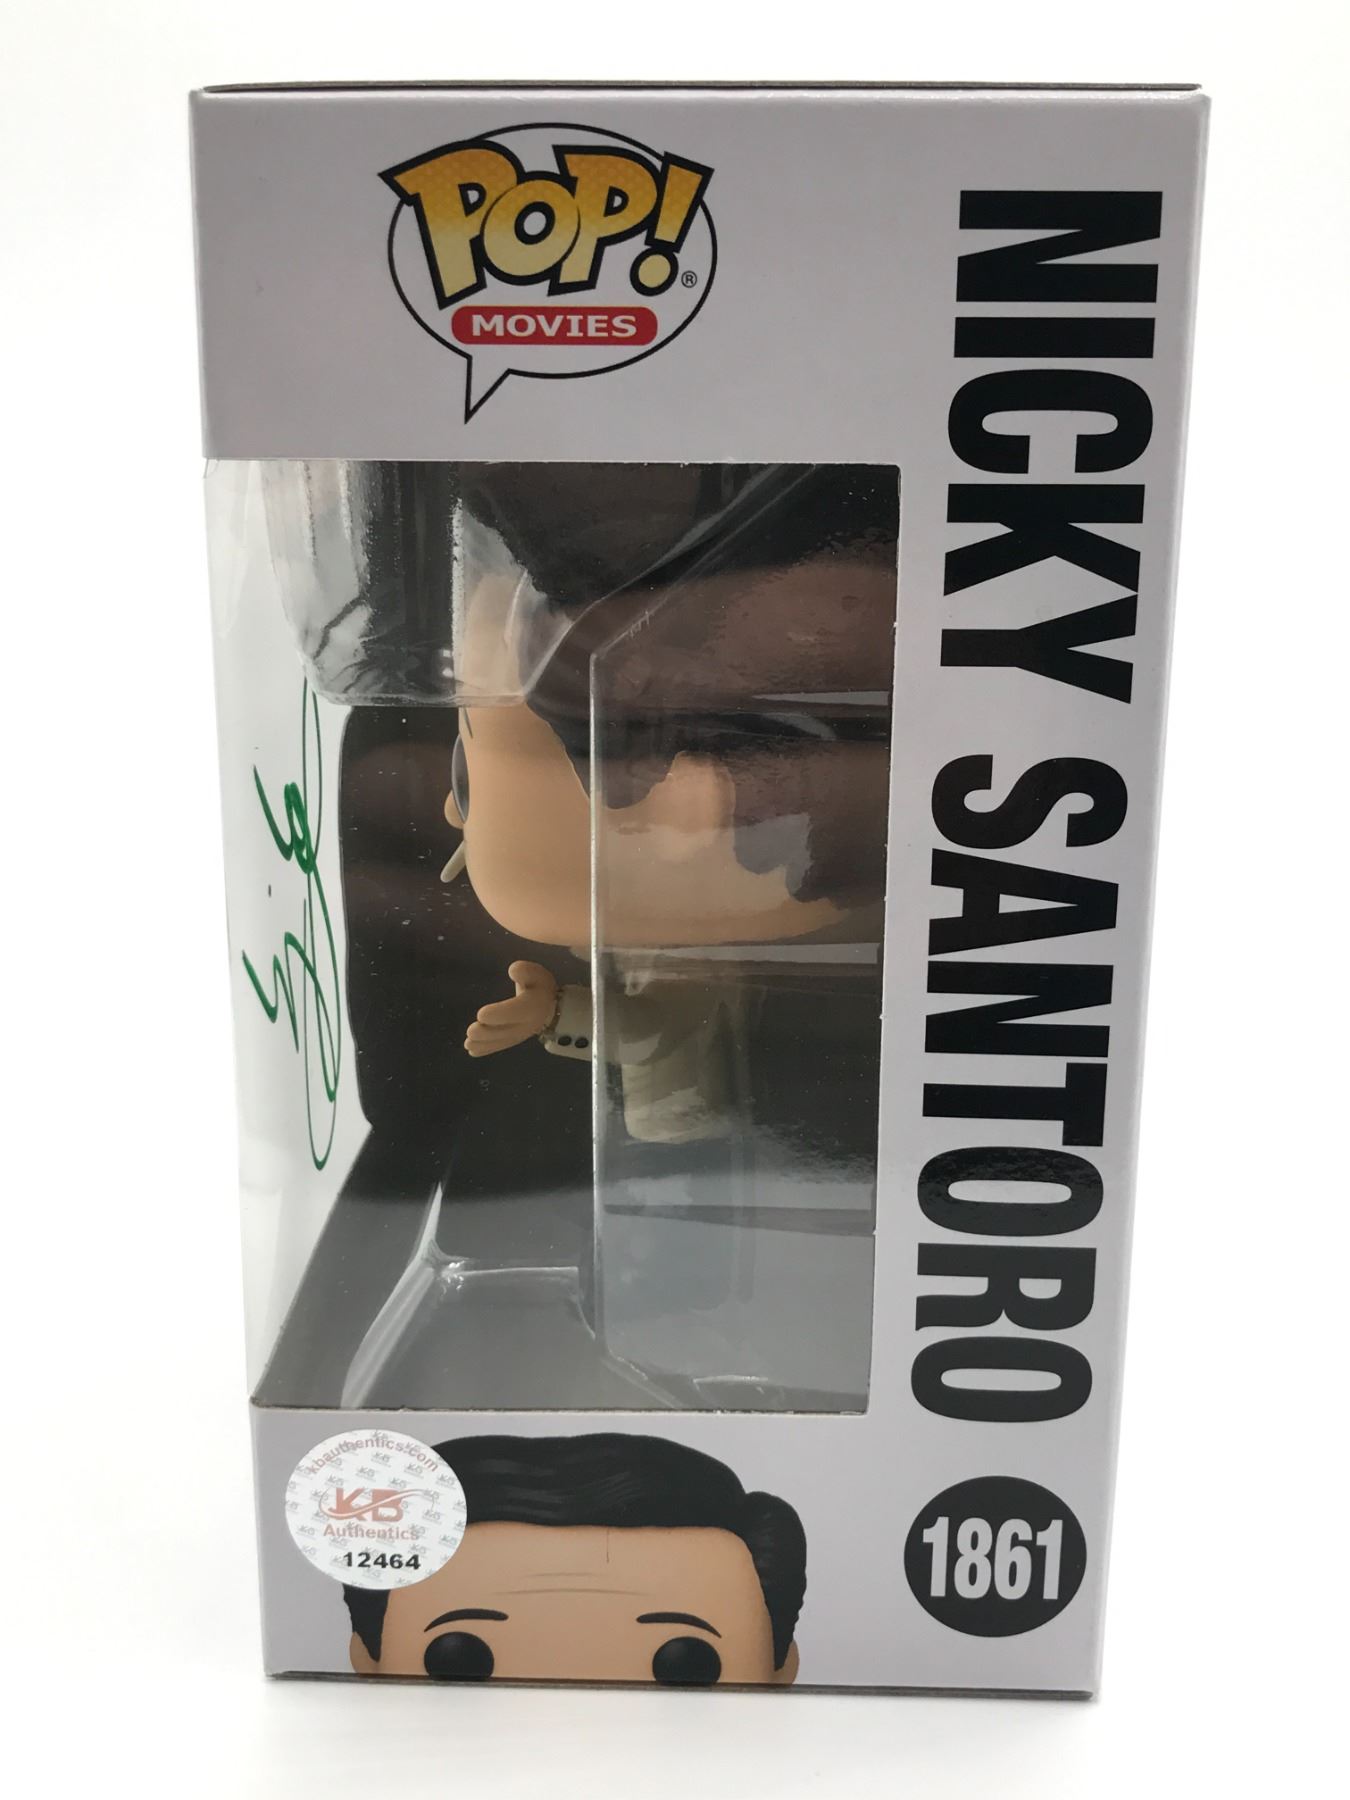 POP!®
MOVIES
NICKY SANTORO
1861
kbauthentics.com
KB
Authentics
12464